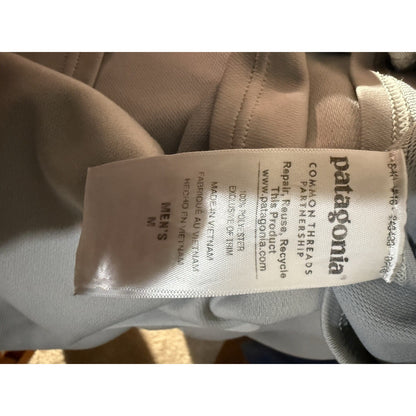 patagonia®
COMMON THREADS
PARTNERSHIP
Repair, Reuse, Recycle
This Product
www.patagonia.com
100% POLYESTER
EXCLUSIVE OF TRIM
MADE IN VIETNAM
FABRIQUÉ AU VIETNAM
HECHO EN VIETNAM
MEN'S
M